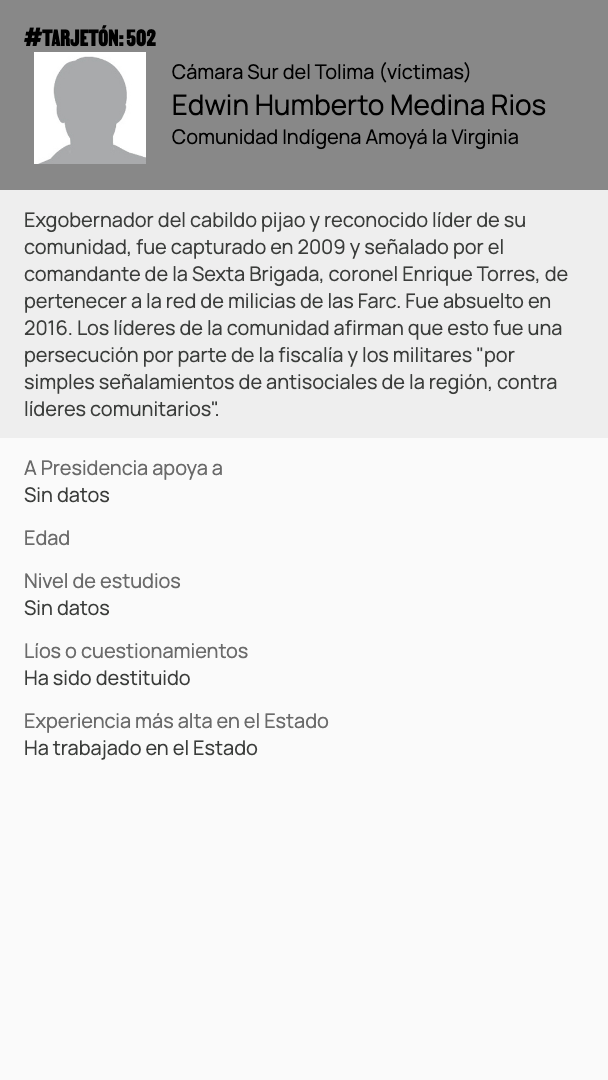 #TARJETÓN: 502
Cámara Sur del Tolima (víctimas)
Edwin Humberto Medina Rios
Comunidad Indígena Amoyá la Virginia
Exgobernador del cabildo pijao y reconocido líder de su
comunidad, fue capturado en 2009 y señalado por el
comandante de la Sexta Brigada, coronel Enrique Torres, de
pertenecer a la red de milicias de las Farc. Fue absuelto en
2016. Los líderes de la comunidad afirman que esto fue una
persecución por parte de la fiscalía y los militares "por
simples señalamientos de antisociales de la región, contra
líderes comunitarios".
A Presidencia apoya a
Sin datos
Edad
Nivel de estudios
Sin datos
Líos o cuestionamientos
Ha sido destituido
Experiencia más alta en el Estado
Ha trabajado en el Estado